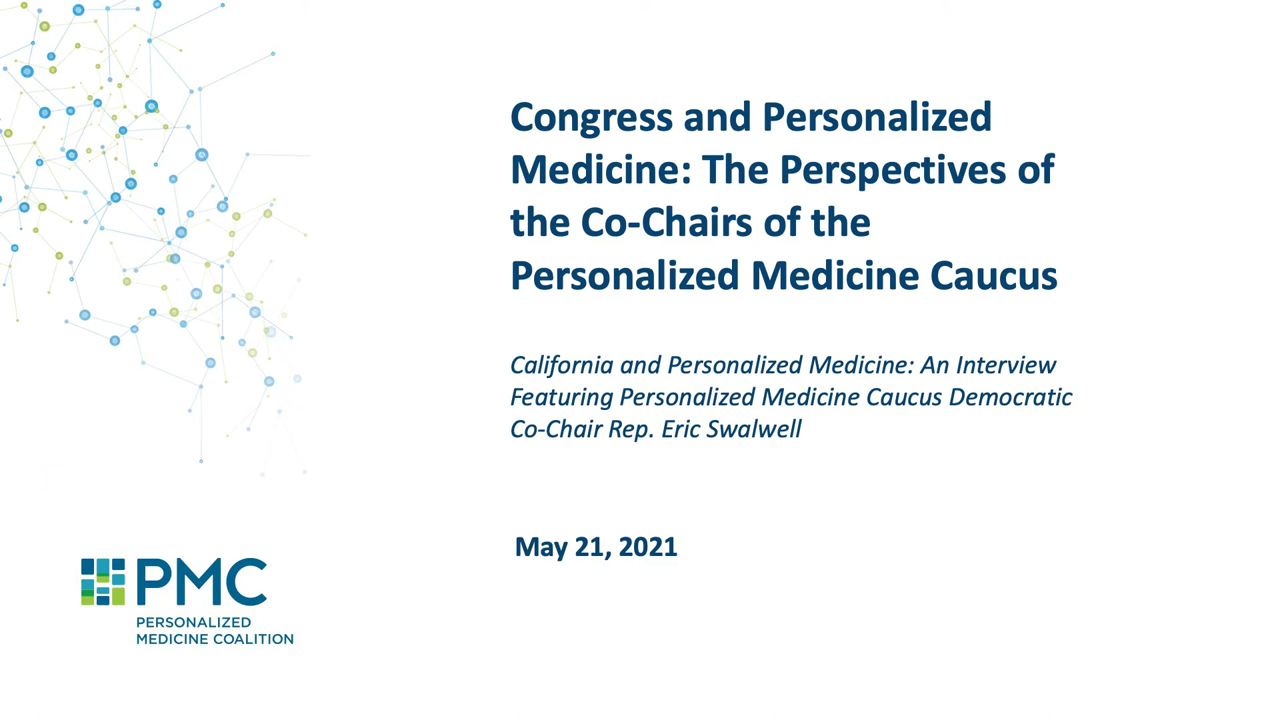 Congress and Personalized
Medicine: The Perspectives of
the Co-Chairs of the
Personalized Medicine Caucus
California and Personalized Medicine: An Interview
Featuring Personalized Medicine Caucus Democratic
Co-Chair Rep. Eric Swalwell
May 21, 2021
PMC
PERSONALIZED
MEDICINE COALITION